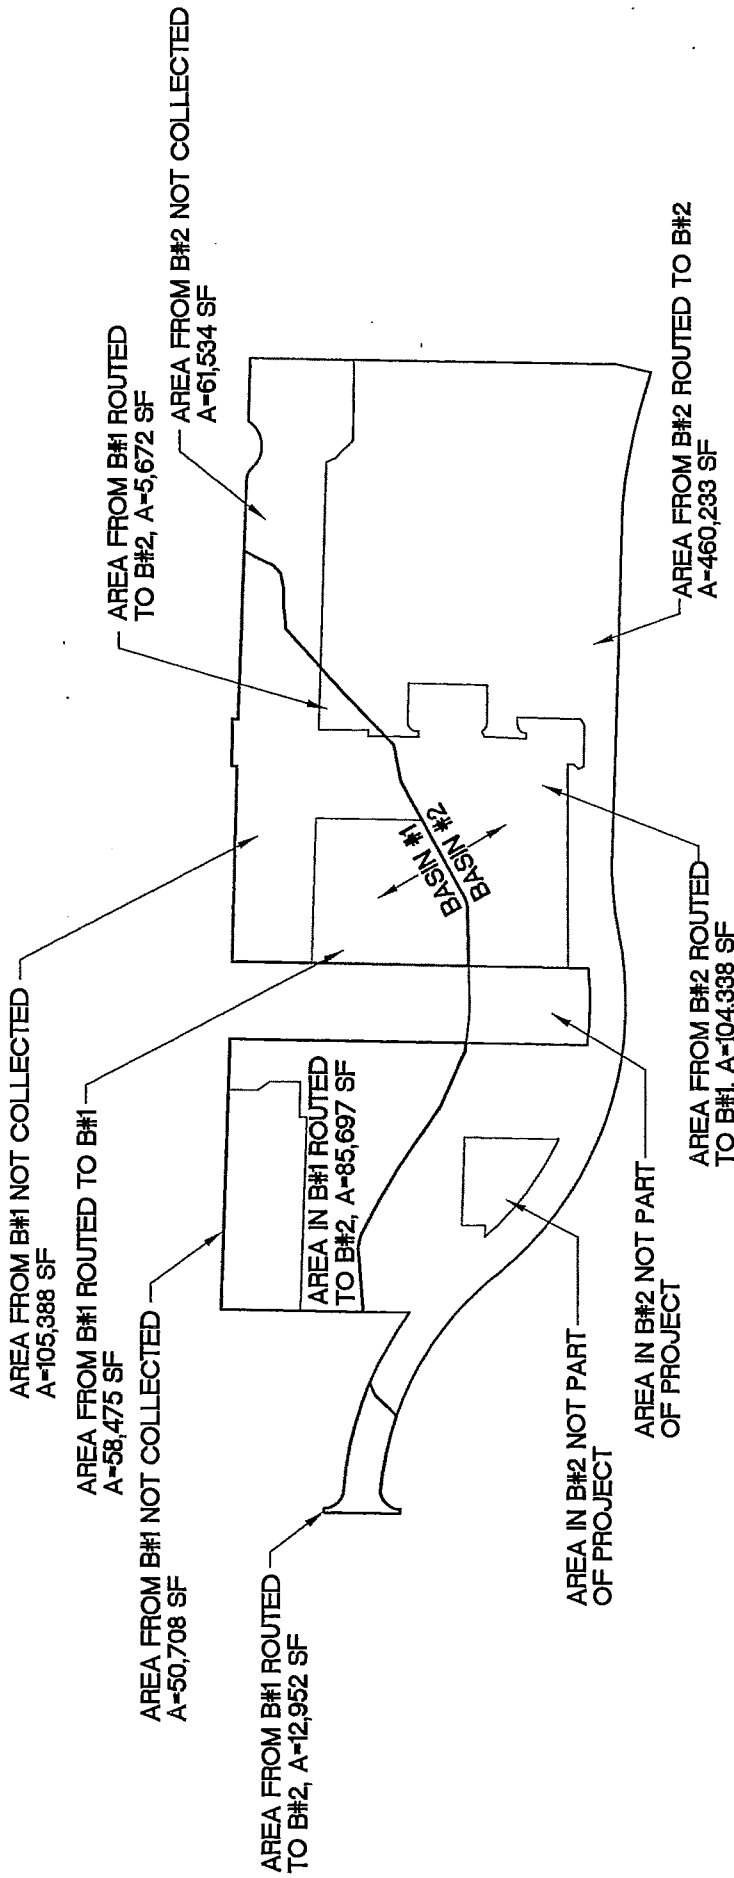 AREA FROM B#1 NOT COLLECTED
A=105,388 SF
AREA FROM B#1 ROUTED TO B#1
A=58,475 SF
AREA FROM B#1 NOT COLLECTED
A=50,708 SF
AREA FROM B#1 ROUTED
TO B#2, A=12,952 SF
AREA FROM B#1 ROUTED
TO B#2, A=5,672 SF
AREA FROM B#2 NOT COLLECTED
A=61,534 SF
AREA IN B#1 ROUTED
TO B#2, A=85,697 SF
BASIN #1
BASIN #2
AREA IN B#2 NOT PART
OF PROJECT
AREA IN B#2 NOT PART
OF PROJECT
AREA FROM B#2 ROUTED
TO B#1, A=104,338 SF
AREA FROM B#2 ROUTED TO B#2
A=460,233 SF